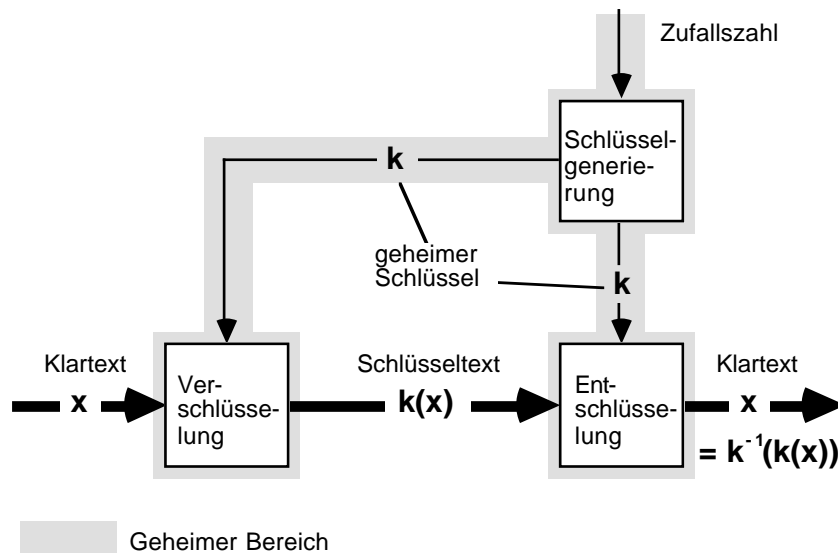 Zufallszahl
Schlüssel-
generie-
rung
k
geheimer
Schlüssel
k
Klartext
x
Ver-
schlüsse-
lung
Schlüsseltext
k(x)
Ent-
schlüsse-
lung
Klartext
x
= k⁻¹(k(x))
Geheimer Bereich